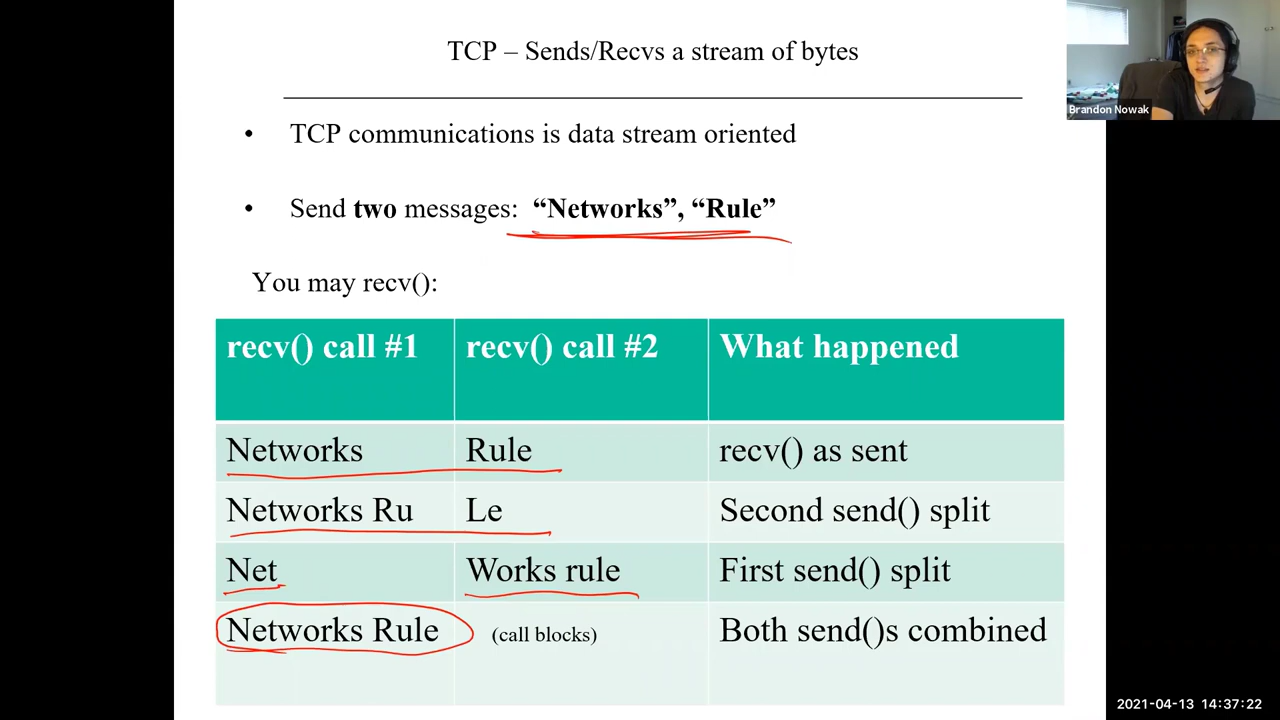 TCP – Sends/Recvs a stream of bytes
Brandon Nowak
• TCP communications is data stream oriented
• Send two messages: “Networks”, “Rule”
You may recv():
recv() call #1 recv() call #2 What happened
Networks Rule recv() as sent
Networks Ru Le Second send() split
Net Works rule First send() split
Networks Rule (call blocks) Both send()s combined
2021-04-13 14:37:22